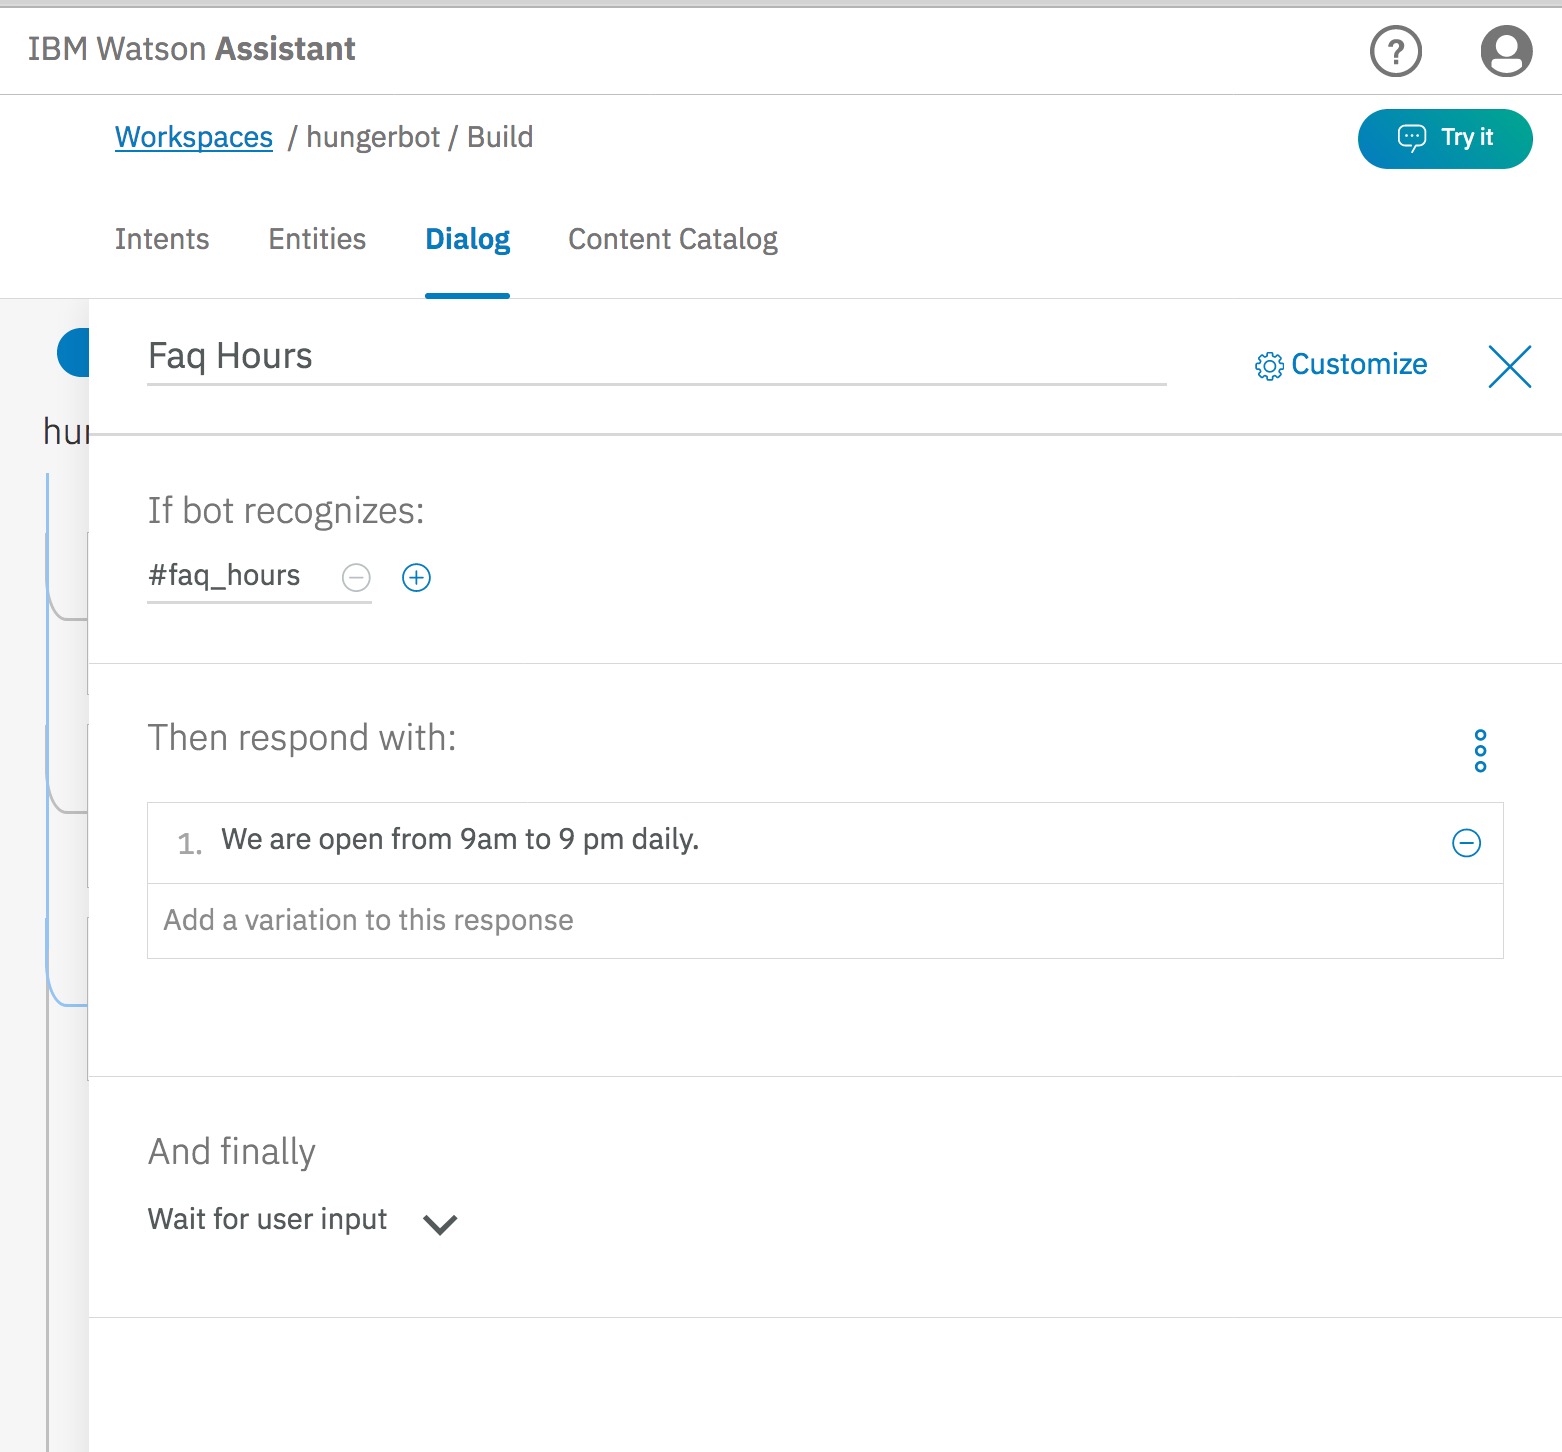 IBM Watson Assistant
?
Workspaces / hungerbot / Build
Try it
Intents Entities Dialog Content Catalog
Faq Hours
Customize
hun
If bot recognizes:
#faq_hours
Then respond with:
1. We are open from 9am to 9 pm daily.
Add a variation to this response
And finally
Wait for user input